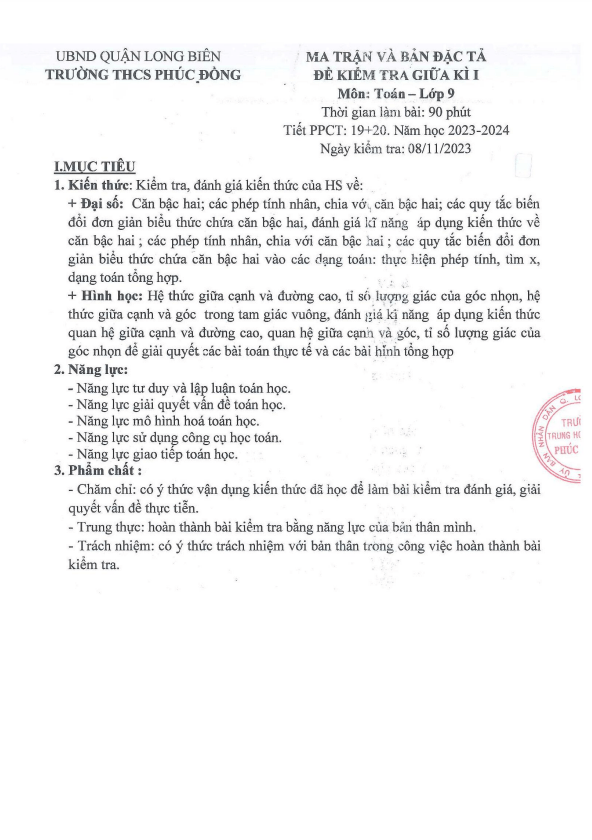 UBND QUẬN LONG BIÊN
TRƯỜNG THCS PHÚC ĐỒNG
MA TRẬN VÀ BẢN ĐẶC TẢ
ĐỀ KIỂM TRA GIỮA KÌ I
Môn: Toán – Lớp 9
Thời gian làm bài: 90 phút
Tiết PPCT: 19+20. Năm học 2023-2024
Ngày kiểm tra: 08/11/2023
I.MỤC TIÊU
1. Kiến thức: Kiểm tra, đánh giá kiến thức của HS về:
+ Đại số: Căn bậc hai; các phép tính nhân, chia với căn bậc hai; các quy tắc biến
đổi đơn giản biểu thức chứa căn bậc hai, đánh giá kĩ năng áp dụng kiến thức về
căn bậc hai ; các phép tính nhân, chia với căn bậc hai ; các quy tắc biến đổi đơn
giản biểu thức chứa căn bậc hai vào các dạng toán: thực hiện phép tính, tìm x,
dạng toán tổng hợp.
+ Hình học: Hệ thức giữa cạnh và đường cao, tỉ số lượng giác của góc nhọn, hệ
thức giữa cạnh và góc trong tam giác vuông, đánh giá kĩ năng áp dụng kiến thức
quan hệ giữa cạnh và đường cao, quan hệ giữa cạnh và góc, tỉ số lượng giác của
góc nhọn để giải quyết các bài toán thực tế và các bài hình tổng hợp
2. Năng lực:
- Năng lực tư duy và lập luận toán học.
- Năng lực giải quyết vấn đề toán học.
- Năng lực mô hình hoá toán học.
- Năng lực sử dụng công cụ học toán.
- Năng lực giao tiếp toán học.
3. Phẩm chất :
- Chăm chỉ: có ý thức vận dụng kiến thức đã học để làm bài kiểm tra đánh giá, giải
quyết vấn đề thực tiễn.
- Trung thực: hoàn thành bài kiểm tra bằng năng lực của bản thân mình.
- Trách nhiệm: có ý thức trách nhiệm với bản thân trong công việc hoàn thành bài
kiểm tra.
TRUNG HO
PHÚC